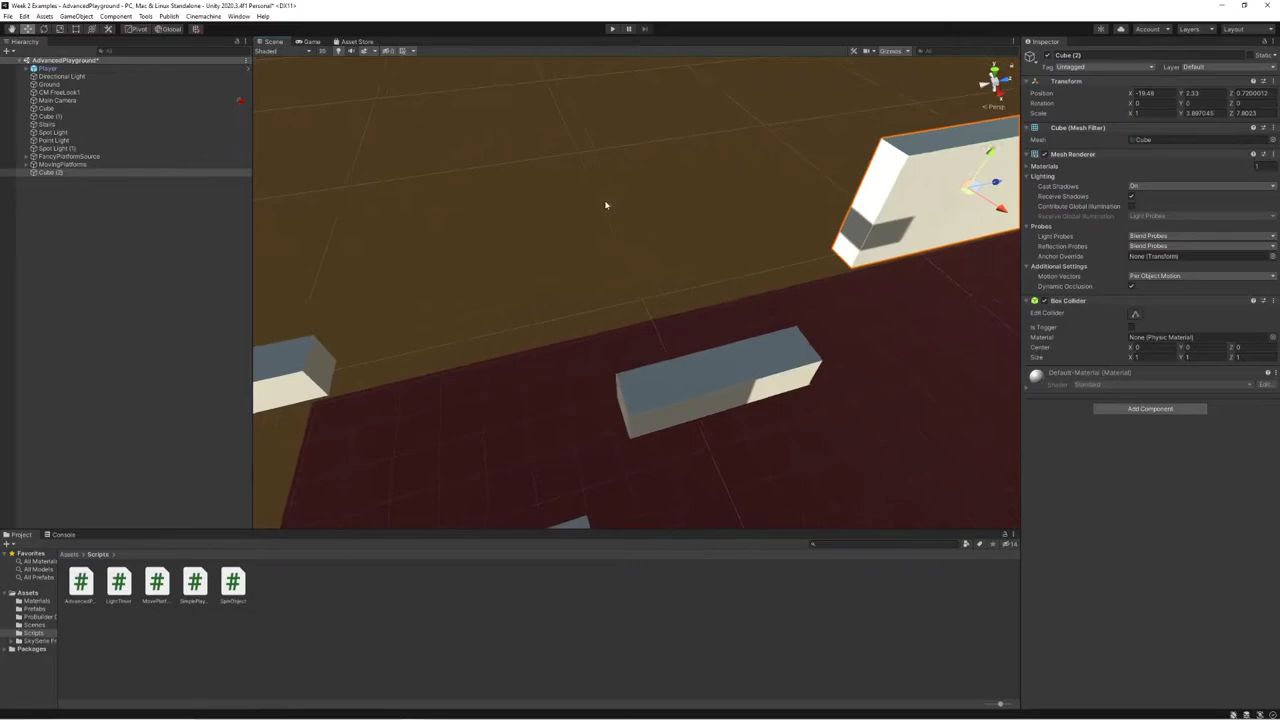 Week 2 Examples - AdvancedPlayground - PC, Mac & Linux Standalone - Unity 2020.3.4f1 Personal* <DX11>
File Edit Assets GameObject Component Tools Publish Cinemachine Window Help
Pivot Global Account Layers Layout
Hierarchy Scene Game Asset Store Inspector
All Shaded 2D Gizmos All
Cube (2) Static
AdvancedPlayground*
Tag Untagged Layer Default
Player
Directional Light
Ground
CM FreeLook1
Main Camera
Cube
Cube (1)
Stairs
Spot Light
Point Light
Spot Light (1)
FancyPlatformSource
MovingPlatforms
Cube (2)
y
z
x
Persp
Transform
Position X -19.48 Y 2.33 Z 0.7200012
Rotation X 0 Y 0 Z 0
Scale X 1 Y 3.897045 Z 7.8023
Cube (Mesh Filter)
Mesh Cube
Mesh Renderer
Materials 1
Lighting
Cast Shadows On
Receive Shadows
Contribute Global Illumination
Receive Global Illumination Light Probes
Probes
Light Probes Blend Probes
Reflection Probes Blend Probes
Anchor Override None (Transform)
Additional Settings
Motion Vectors Per Object Motion
Dynamic Occlusion
Box Collider
Edit Collider
Is Trigger
Material None (Physic Material)
Center X 0 Y 0 Z 0
Size X 1 Y 1 Z 1
Default-Material (Material)
Shader Standard Edit...
Add Component
Project Console
14
Favorites
All Materials
All Models
All Prefabs
Assets
Materials
Prefabs
ProBuilder D
Scenes
Scripts
SkySerie Fr
Packages
Assets > Scripts >
AdvancedP... LightTimer MovePlatf... SimplePlay... SpinObject